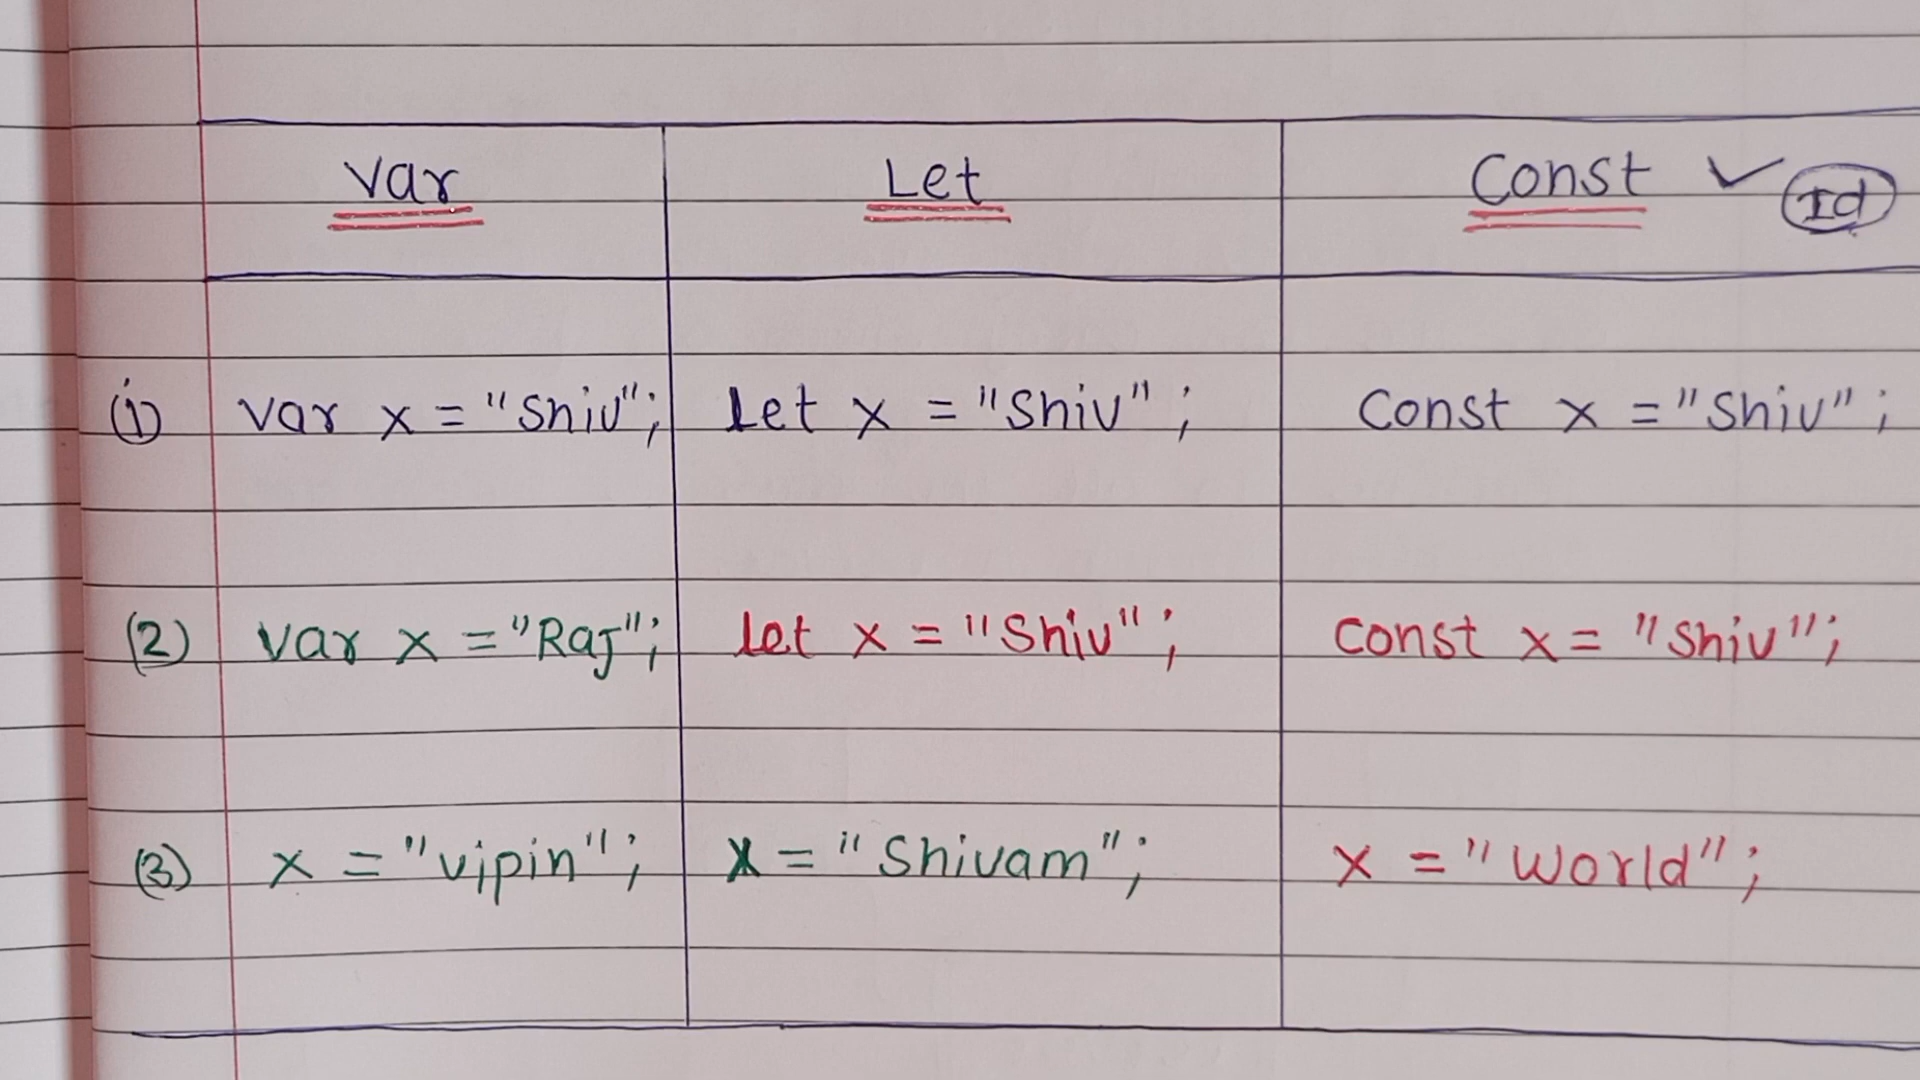 Var Let Const ✓ Id
(1) Var x = "Shiv"; Let x = "Shiv"; Const x = "Shiv";
(2) Var x = "Raj"; let x = "Shiv"; Const x = "Shiv";
(3) x = "vipin"; x = "Shivam"; x = "World";